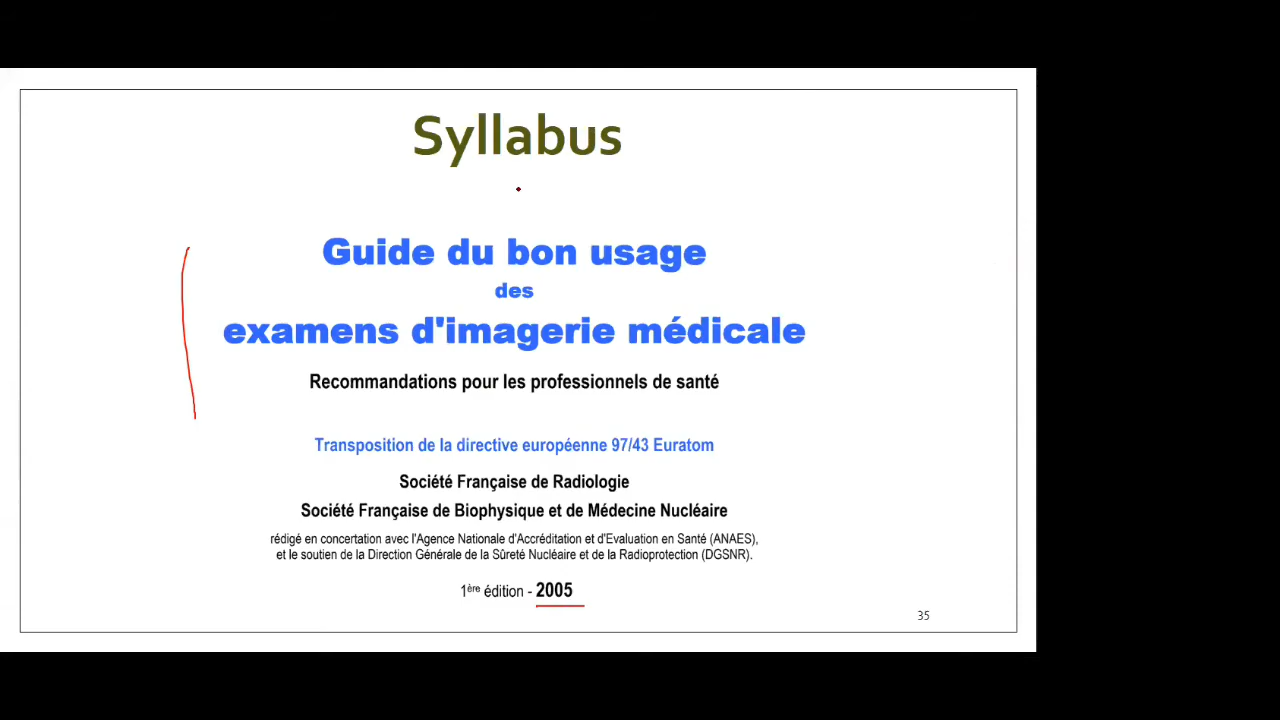 Syllabus
Guide du bon usage
des
examens d'imagerie médicale
Recommandations pour les professionnels de santé
Transposition de la directive européenne 97/43 Euratom
Société Française de Radiologie
Société Française de Biophysique et de Médecine Nucléaire
rédigé en concertation avec l'Agence Nationale d'Accréditation et d'Evaluation en Santé (ANAES),
et le soutien de la Direction Générale de la Sûreté Nucléaire et de la Radioprotection (DGSNR).
1ère édition - 2005
35